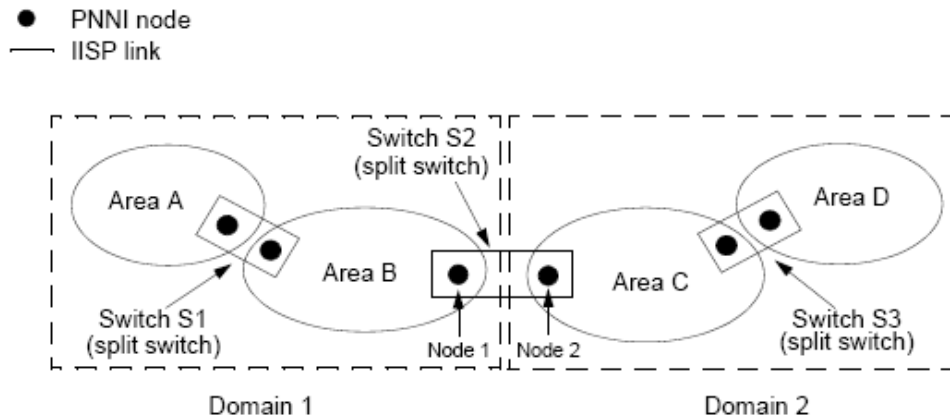 PNNI node
IISP link
Switch S2
(split switch)
Area A
Area D
Area B
Area C
Switch S1
(split switch)
Node 1
Node 2
Switch S3
(split switch)
Domain 1
Domain 2